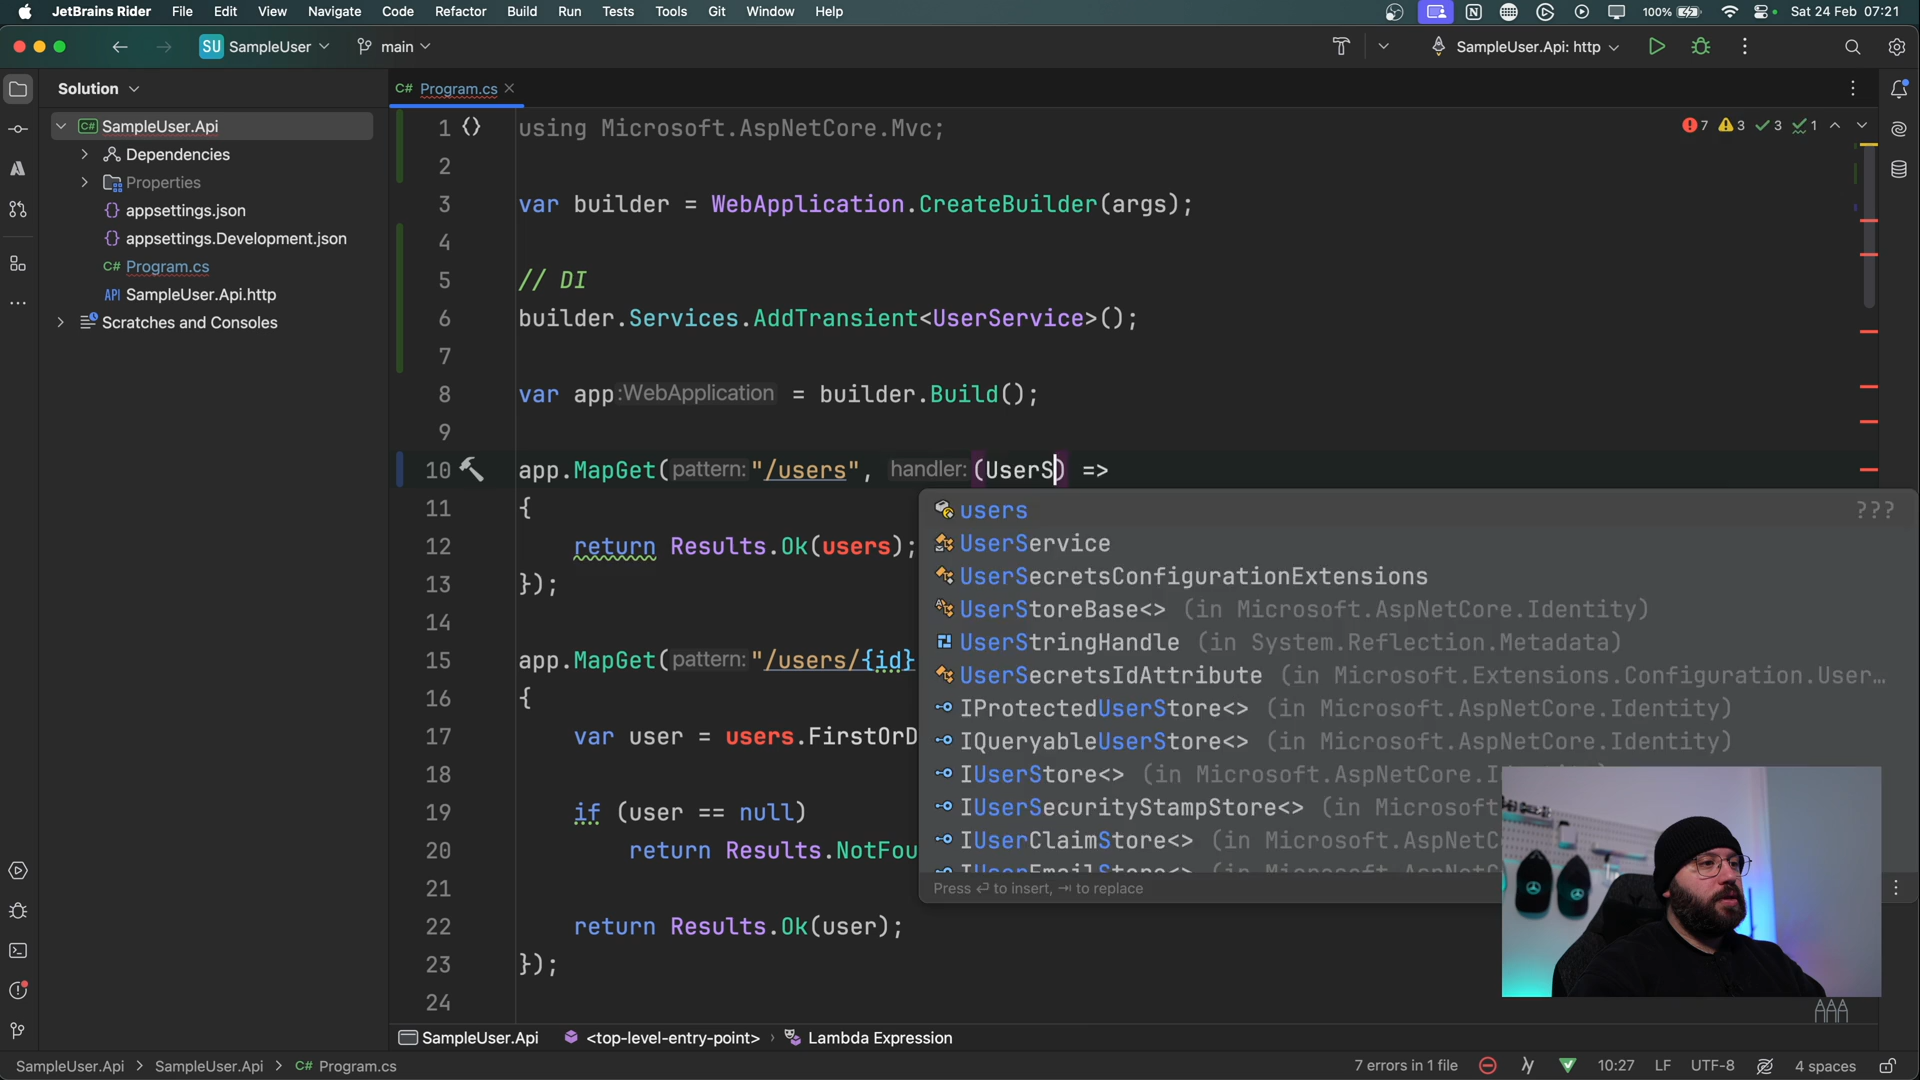 JetBrains Rider File Edit View Navigate Code Refactor Build Run Tests Tools Git Window Help 100% Sat 24 Feb 07:21
SU SampleUser main SampleUser.Api: http
Solution
C# Program.cs
C# SampleUser.Api
Dependencies
Properties
{} appsettings.json
{} appsettings.Development.json
C# Program.cs
API SampleUser.Api.http
Scratches and Consoles
7 3 3 1
1 {} using Microsoft.AspNetCore.Mvc;
2
3 var builder = WebApplication.CreateBuilder(args);
4
5 // DI
6 builder.Services.AddTransient<UserService>();
7
8 var app :WebApplication = builder.Build();
9
10 app.MapGet( pattern: "/users", handler: (UserS) =>
11 {
12 return Results.Ok(users);
13 });
14
15 app.MapGet( pattern: "/users/{id}
16 {
17 var user = users.FirstOrD
18
19 if (user == null)
20 return Results.NotFou
21
22 return Results.Ok(user);
23 });
24
users ???
UserService
UserSecretsConfigurationExtensions
UserStoreBase<> (in Microsoft.AspNetCore.Identity)
UserStringHandle (in System.Reflection.Metadata)
UserSecretsIdAttribute (in Microsoft.Extensions.Configuration.User…
IProtectedUserStore<> (in Microsoft.AspNetCore.Identity)
IQueryableUserStore<> (in Microsoft.AspNetCore.Identity)
IUserStore<> (in Microsoft.AspNetCore.I
IUserSecurityStampStore<> (in Microsoft
IUserClaimStore<> (in Microsoft.AspNetC
IUserEmailStore<>
Press ↩ to insert, ⇥ to replace
SampleUser.Api <top-level-entry-point> › Lambda Expression
SampleUser.Api > SampleUser.Api > C# Program.cs 7 errors in 1 file 10:27 LF UTF-8 4 spaces